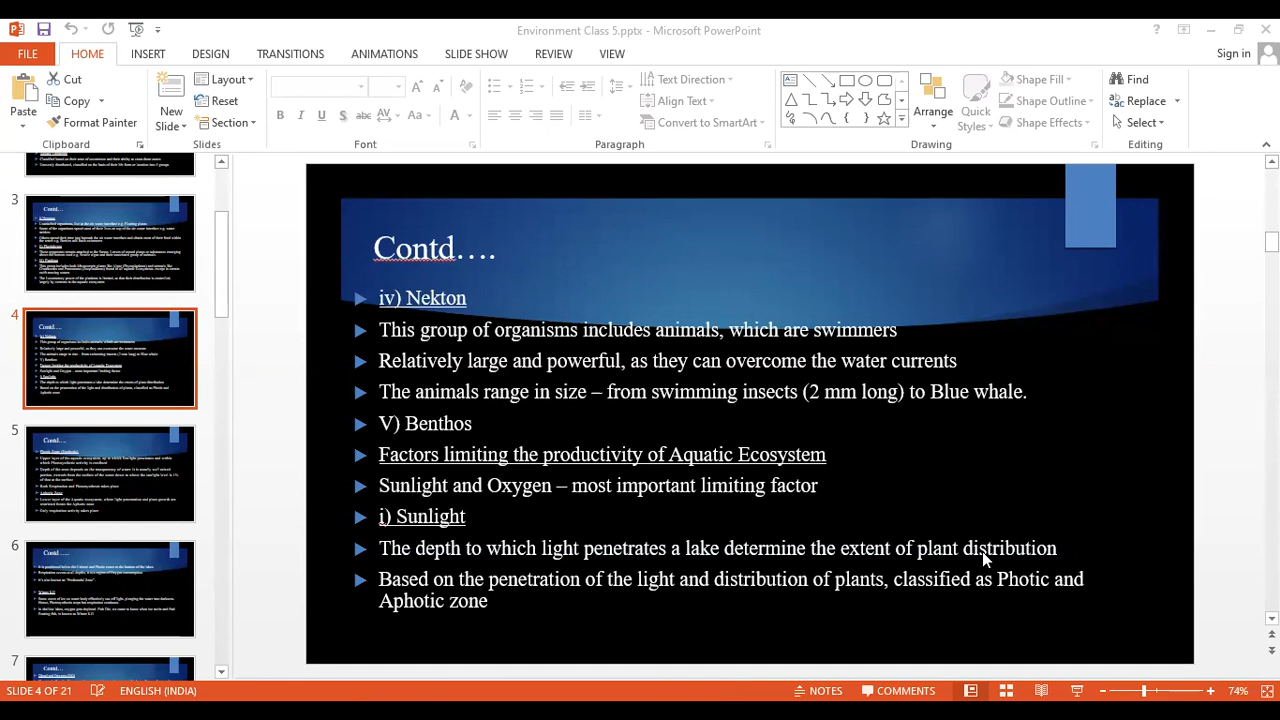 Environment Class 5.pptx - Microsoft PowerPoint
FILE HOME INSERT DESIGN TRANSITIONS ANIMATIONS SLIDE SHOW REVIEW VIEW Sign in
Paste Cut Copy Format Painter
Clipboard
New Slide Layout Reset Section
Slides
Font
Text Direction Align Text Convert to SmartArt
Paragraph
Arrange Quick Styles Shape Fill Shape Outline Shape Effects
Drawing
Find Replace Select
Editing
3
Contd…
4
Contd….
5
Contd….
6
Contd ….
7
Contd…
Contd….
iv) Nekton
This group of organisms includes animals, which are swimmers
Relatively large and powerful, as they can overcome the water currents
The animals range in size – from swimming insects (2 mm long) to Blue whale.
V) Benthos
Factors limiting the productivity of Aquatic Ecosystems
Sunlight and Oxygen – most important limiting factor
i) Sunlight
The depth to which light penetrates a lake determine the extent of plant distribution
Based on the penetration of the light and distribution of plants, classified as Photic and
Aphotic zone
SLIDE 4 OF 21 ENGLISH (INDIA) NOTES COMMENTS 74%